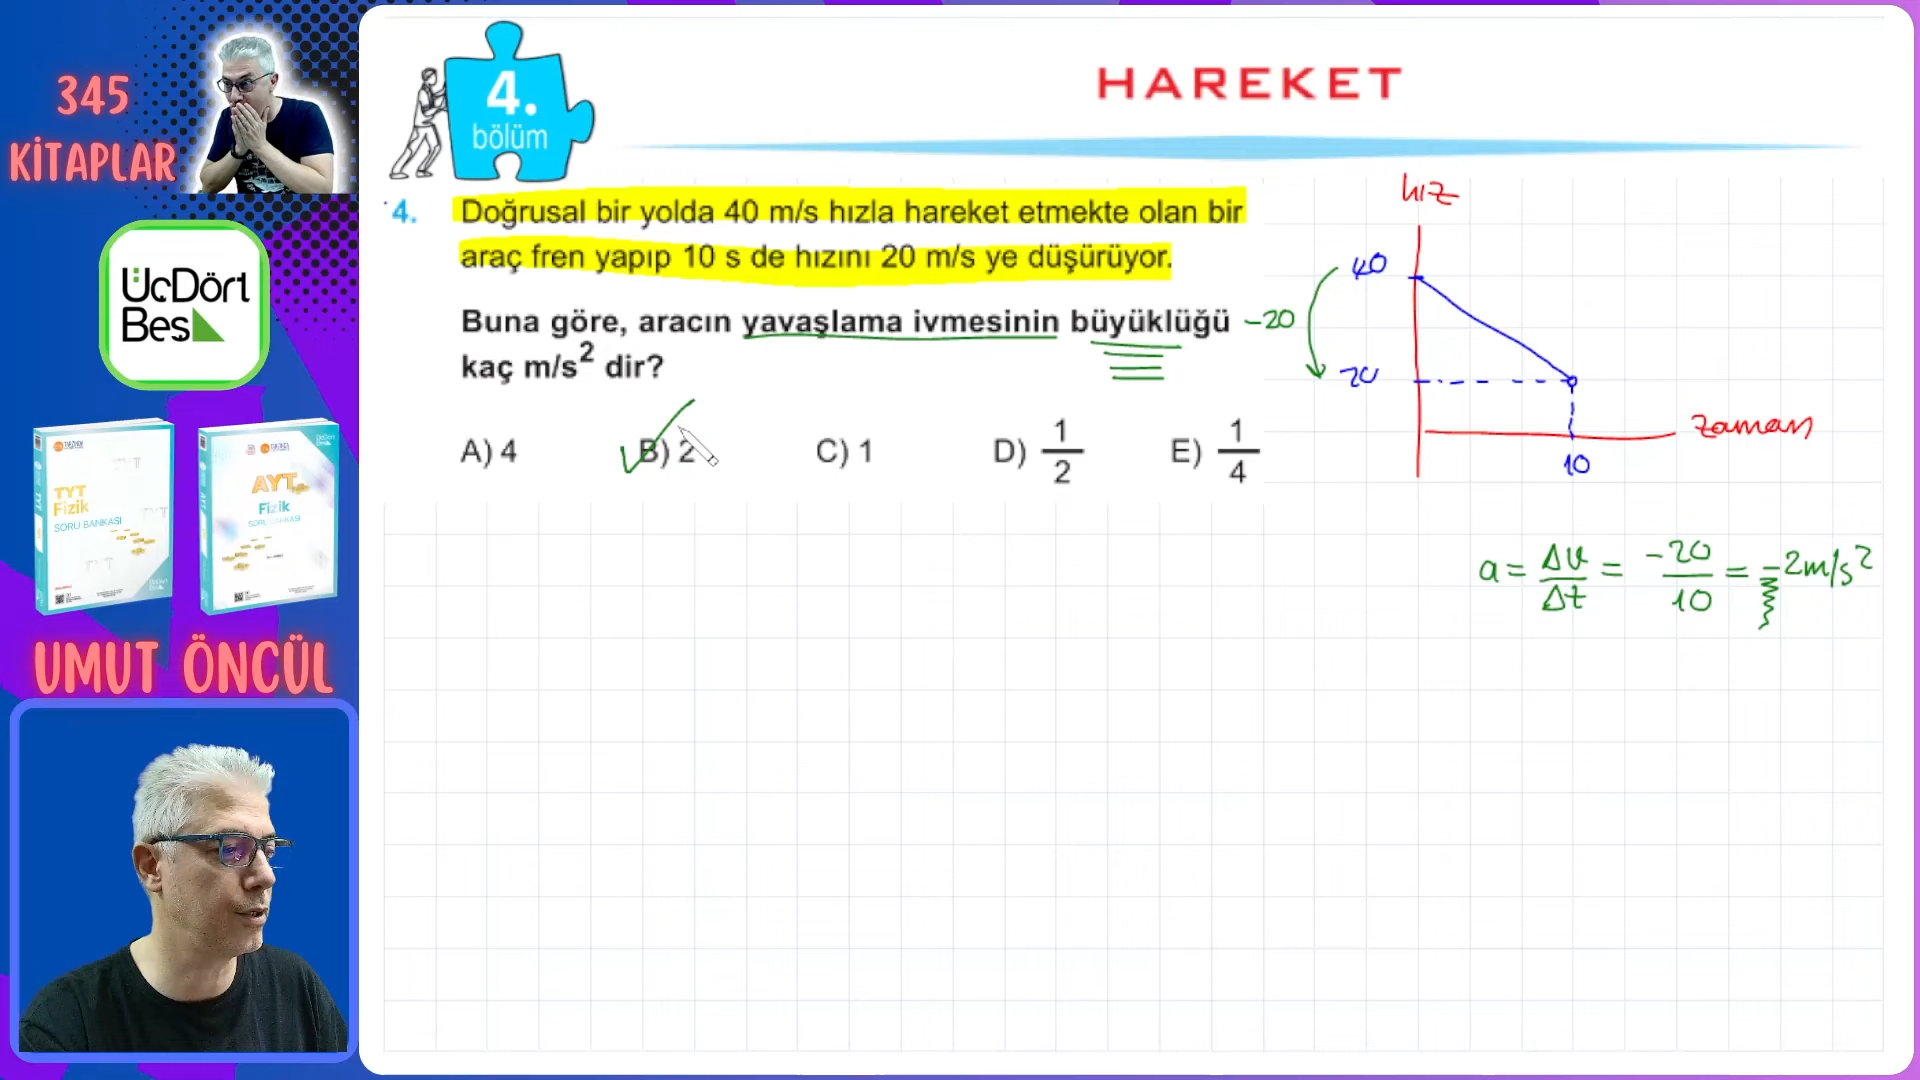 345
KİTAPLAR
ÜçDört
Beş
TYT
Fizik
SORU BANKASI
AYT
Fizik
SORU BANKASI
UMUT ÖNCÜL
4.
bölüm
HAREKET
4. Doğrusal bir yolda 40 m/s hızla hareket etmekte olan bir
araç fren yapıp 10 s de hızını 20 m/s ye düşürüyor.
Buna göre, aracın yavaşlama ivmesinin büyüklüğü
kaç m/s² dir?
A) 4 B) 2 C) 1 D) 1/2 E) 1/4
hız
40
-20
20
zaman
10
a = Δv/Δt = -20/10 = -2m/s²